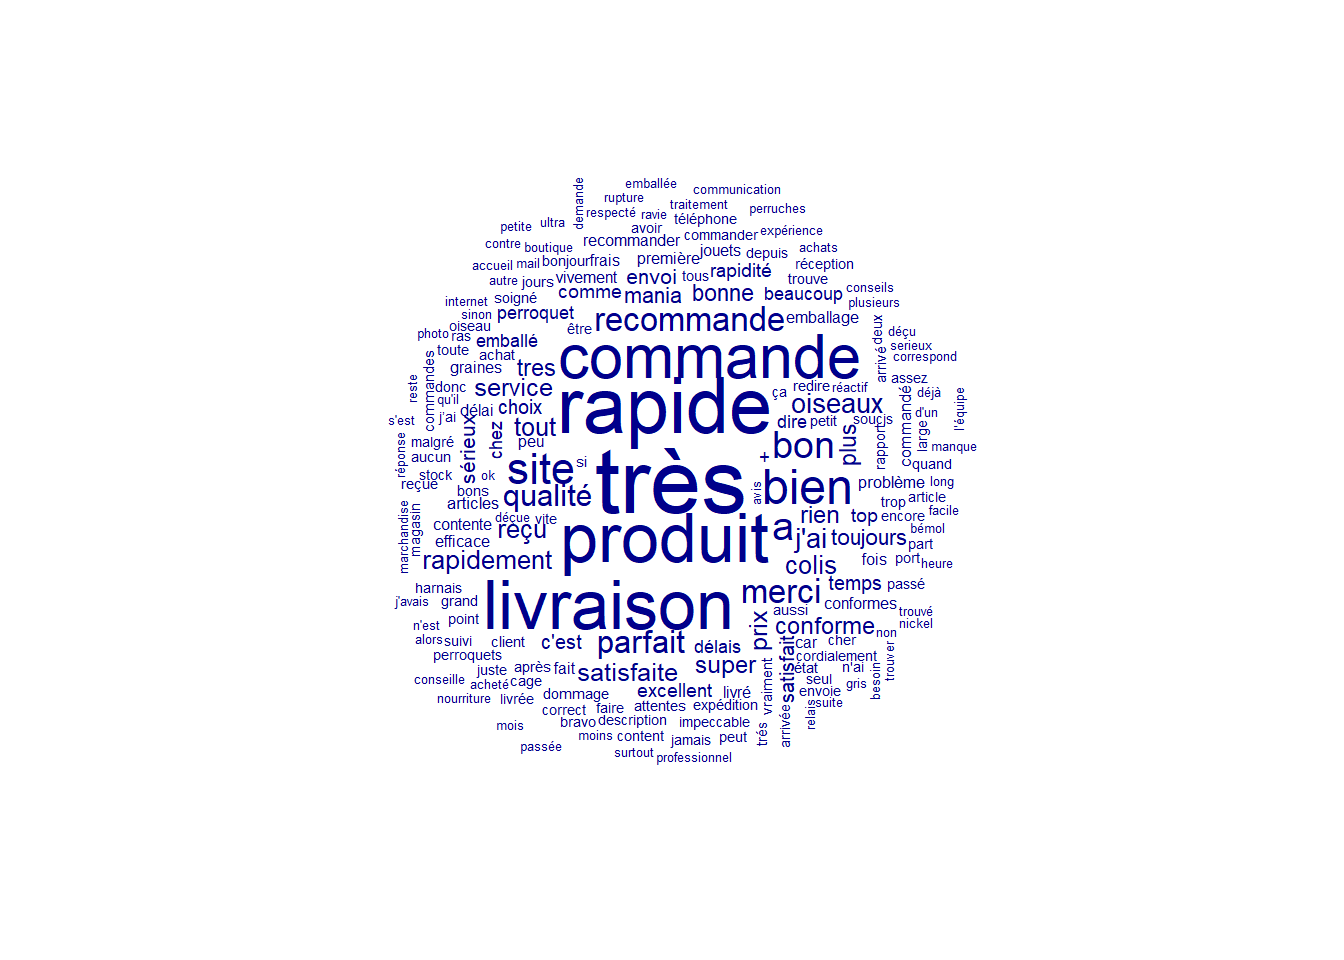 emballée
communication
demande
rupture
traitement
respecté
ravie
perruches
petite
ultra
téléphone
avoir
contre
boutique
recommander
commander
expérience
accueil
mail
bonjour
frais
première
jouets
depuis
achats
autre
jours
vivement
envoi
tous
rapidité
réception
trouve
internet
soigné
comme
mania
bonne
beaucoup
conseils
plusieurs
sinon
perroquet
être
recommande
emballage
deux
déçu
photo
oiseau
ras
emballé
serieux
toute
achat
commande
arrivé
correspond
graines
tres
assez
reste
commandes
donc
qu'il
service
rapide
ça
redire
réactif
déjà
s'est
j'ai
délai
choix
oiseaux
commandé
d'un
l'équipe
tout
dire
petit
soucis
large
malgré
sérieux
chez
peu
bon
plus
rapport
manque
aucun
réponse
site
si
+
quand
stock
ok
très
bien
problème
long
reçue
bons
qualité
avis
trop
article
articles
facile
marchandise
magasin
contente
déçue
vite
reçu
produit
a
rien
top
encore
bémol
efficace
j'ai
toujours
part
rapidement
colis
fois
port
heure
harnais
livraison
merci
temps
passé
j'avais
grand
aussi
conformes
trouvé
n'est
point
prix
conforme
non
nickel
alors
suivi
client
c'est
parfait
délais
satisfait
car
cher
trouver
perroquets
cordialement
juste
après
fait
satisfaite
super
vraiment
état
n'ai
besoin
conseille
acheté
cage
seul
gris
nourriture
livrée
dommage
excellent
livré
envoie
correct
faire
attentes
expédition
relais
suite
mois
bravo
description
impeccable
trés
arrivée
moins
content
jamais
peut
passée
surtout
professionnel